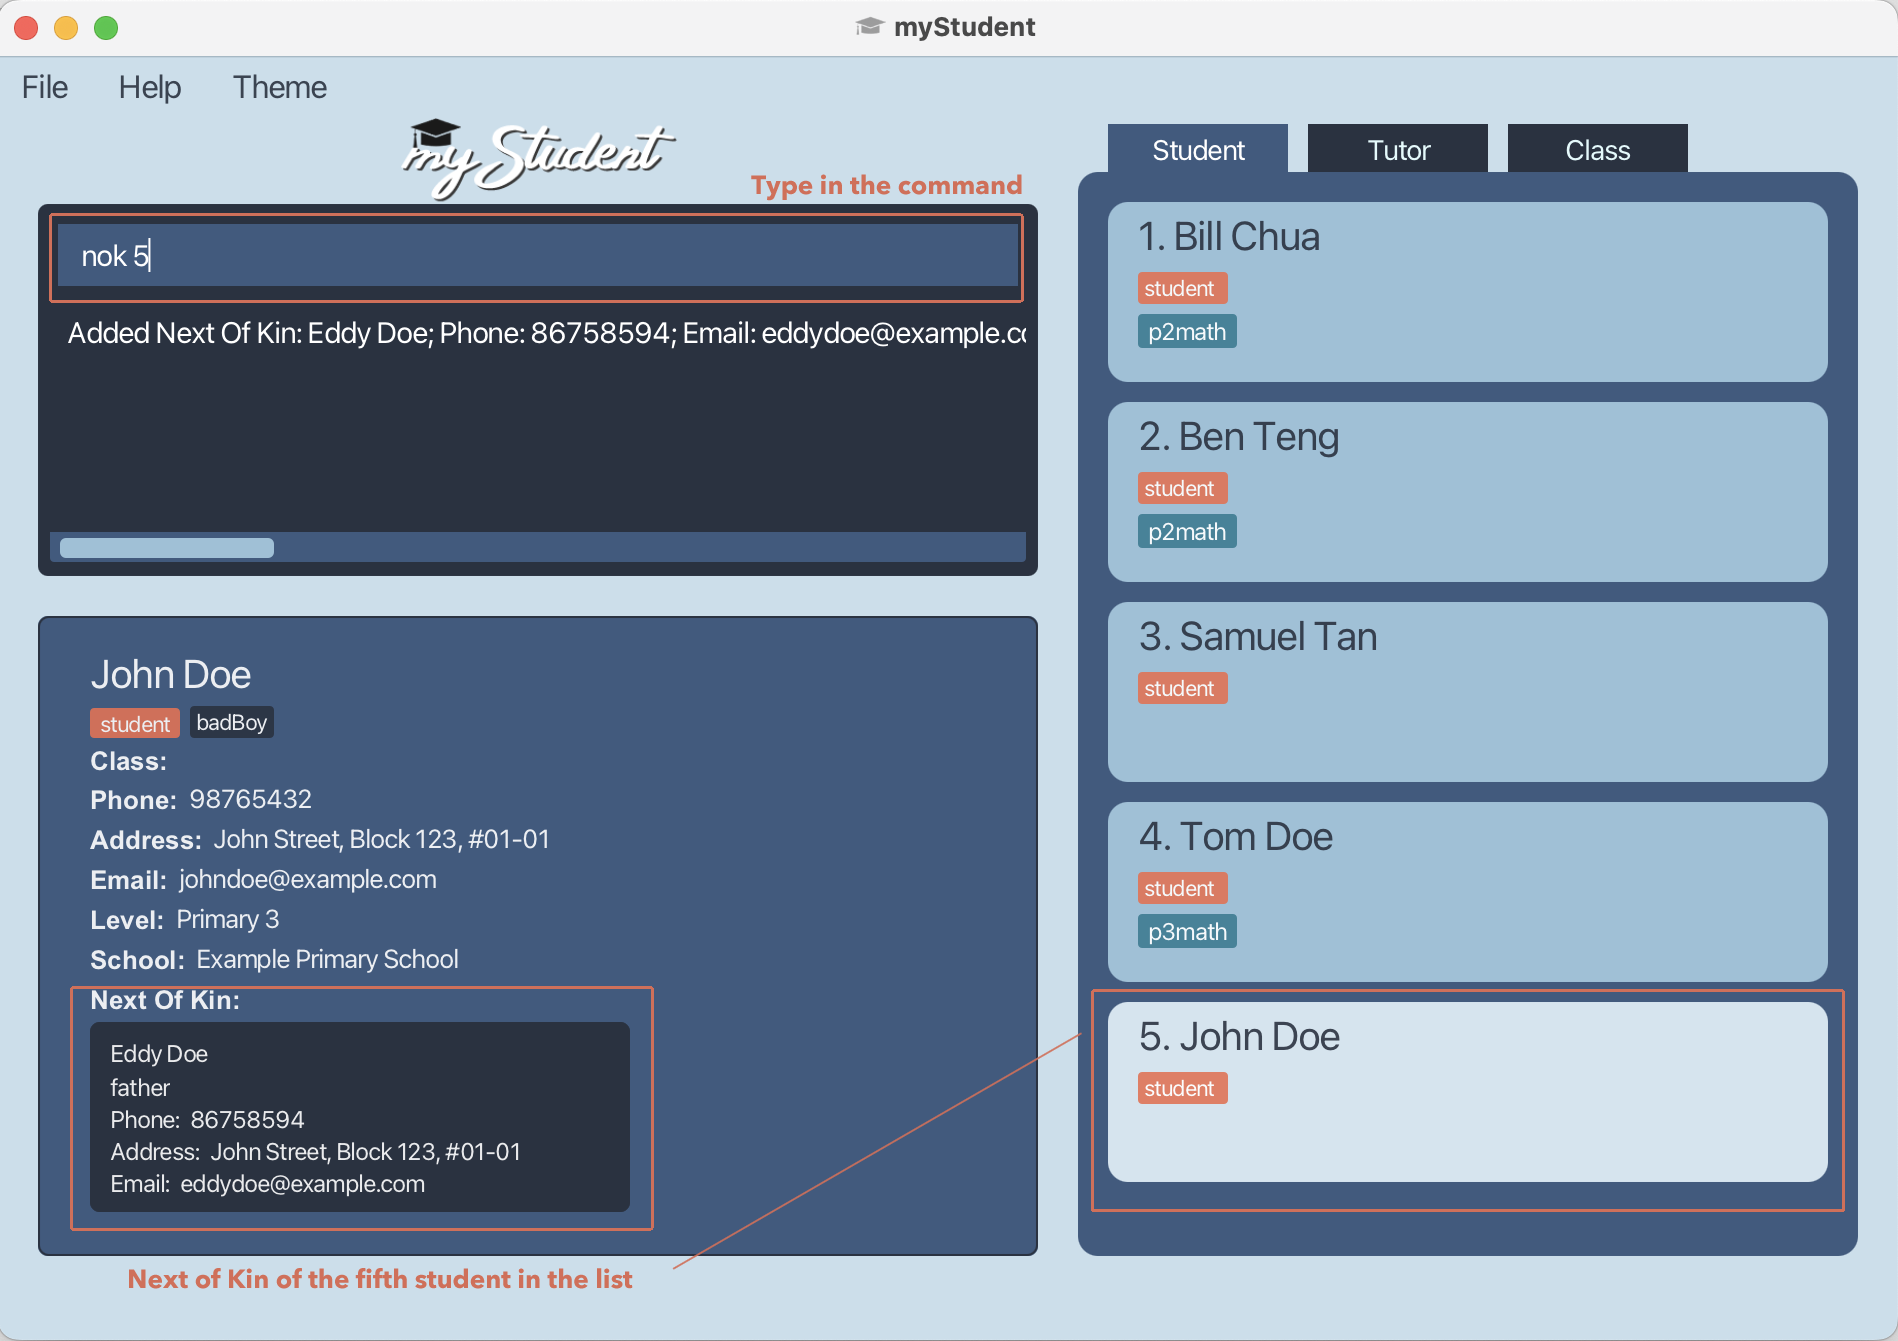 myStudent
File Help Theme
myStudent
Type in the command
nok 5
Added Next Of Kin: Eddy Doe; Phone: 86758594; Email: eddydoe@example.co
John Doe
student badBoy
Class:
Phone: 98765432
Address: John Street, Block 123, #01-01
Email: johndoe@example.com
Level: Primary 3
School: Example Primary School
Next Of Kin:
Eddy Doe
father
Phone: 86758594
Address: John Street, Block 123, #01-01
Email: eddydoe@example.com
Next of Kin of the fifth student in the list
Student Tutor Class
1. Bill Chua
student
p2math
2. Ben Teng
student
p2math
3. Samuel Tan
student
4. Tom Doe
student
p3math
5. John Doe
student